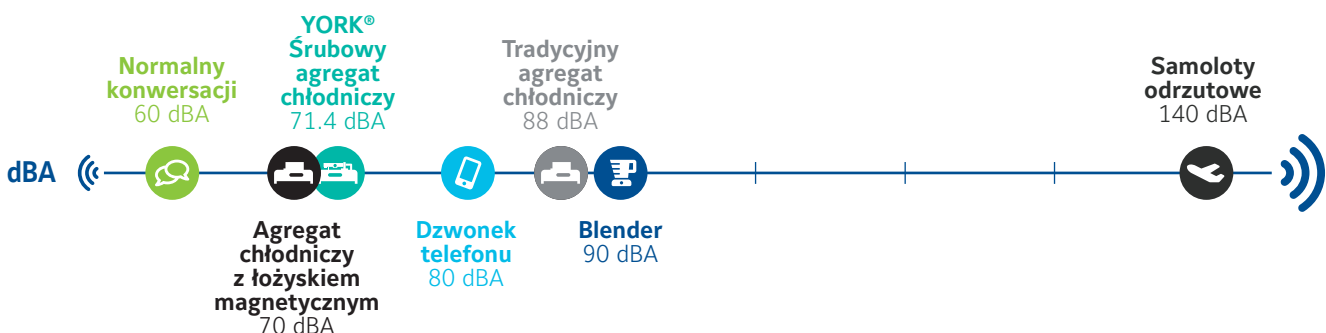 YORK®
Śrubowy
agregat
chłodniczy
71.4 dBA
Normalny
konwersacji
60 dBA
Tradycyjny
agregat
chłodniczy
88 dBA
Samoloty
odrzutowe
140 dBA
dBA
Agregat
chłodniczy
z łożyskiem
magnetycznym
70 dBA
Dzwonek
telefonu
80 dBA
Blender
90 dBA